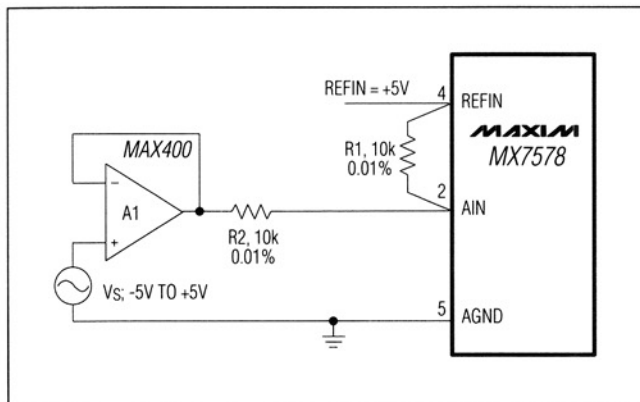 REFIN = +5V
4
REFIN
MAXIM
MX7578
MAX400
R1, 10k
0.01%
2
AIN
−
A1
+
R2, 10k
0.01%
VS; -5V TO +5V
5
AGND